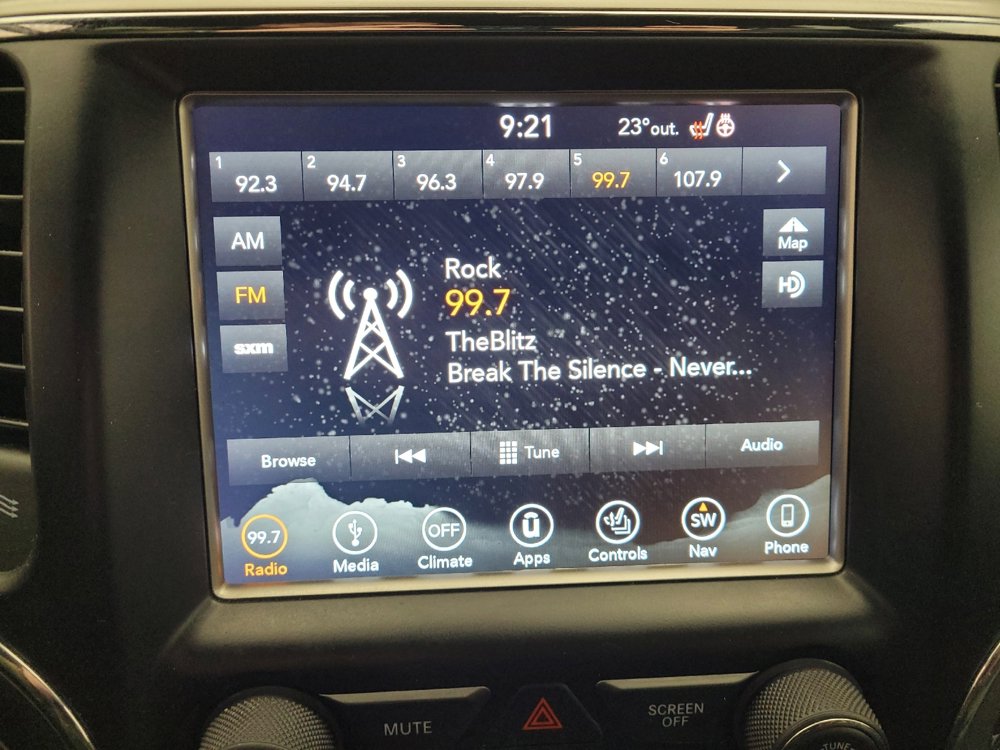 9:21
23°out.
1 2 3 4 5 6
92.3 94.7 96.3 97.9 99.7 107.9
AM
Map
FM
HD
sxm
Rock
99.7
TheBlitz
Break The Silence - Never...
Browse Tune Audio
99.7 OFF SW
Radio Media Climate Apps Controls Nav Phone
MUTE
SCREEN
OFF